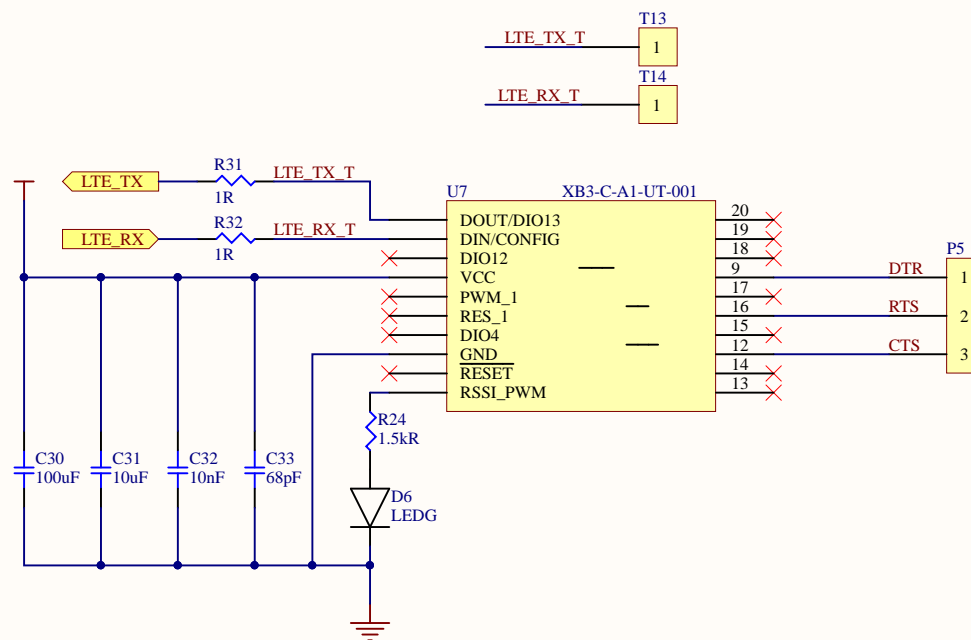 T13
LTE_TX_T
1
T14
LTE_RX_T
1
LTE_TX
R31
1R
LTE_TX_T
LTE_RX
R32
1R
LTE_RX_T
U7
XB3-C-A1-UT-001
DOUT/DIO13
DIN/CONFIG
DIO12
VCC
PWM_1
RES_1
DIO4
GND
RESET
RSSI_PWM
20
19
18
9
17
16
15
12
14
13
DTR
RTS
CTS
P5
1
2
3
R24
1.5kR
D6
LEDG
C30
100uF
C31
10uF
C32
10nF
C33
68pF